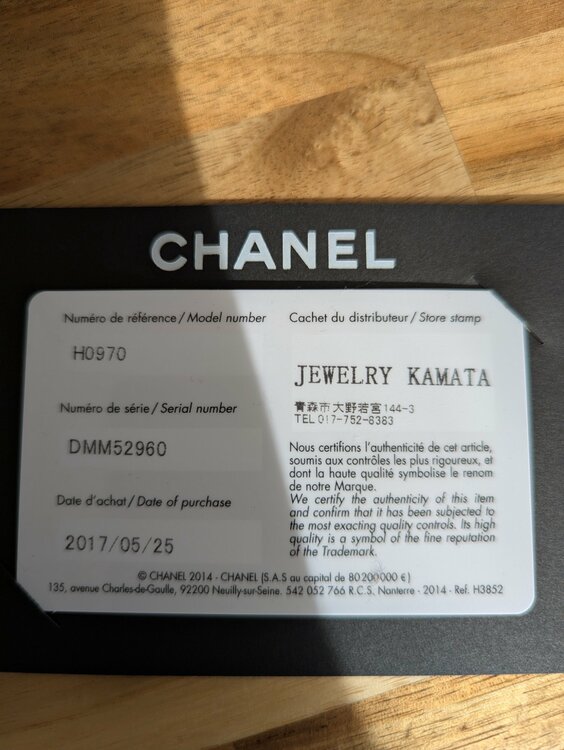 CHANEL
Numéro de référence / Model number
H0970
Numéro de série / Serial number
DMM52960
Date d'achat / Date of purchase
2017/05/25
Cachet du distributeur / Store stamp
JEWELRY KAMATA
青森市大野若宮144-3
TEL 017-752-6383
Nous certifions l'authenticité de cet article,
soumis aux contrôles les plus rigoureux, et
dont la haute qualité symbolise le renom
de notre Marque.
We certify the authenticity of this item
and confirm that it has been subjected to
the most exacting quality controls. Its high
quality is a symbol of the fine reputation
of the Trademark.
© CHANEL 2014 - CHANEL (S.A.S au capital de 80200000 €)
135, avenue Charles-de-Gaulle, 92200 Neuilly-sur-Seine. 542 052 766 R.C.S. Nanterre - 2014 - Ref. H3852